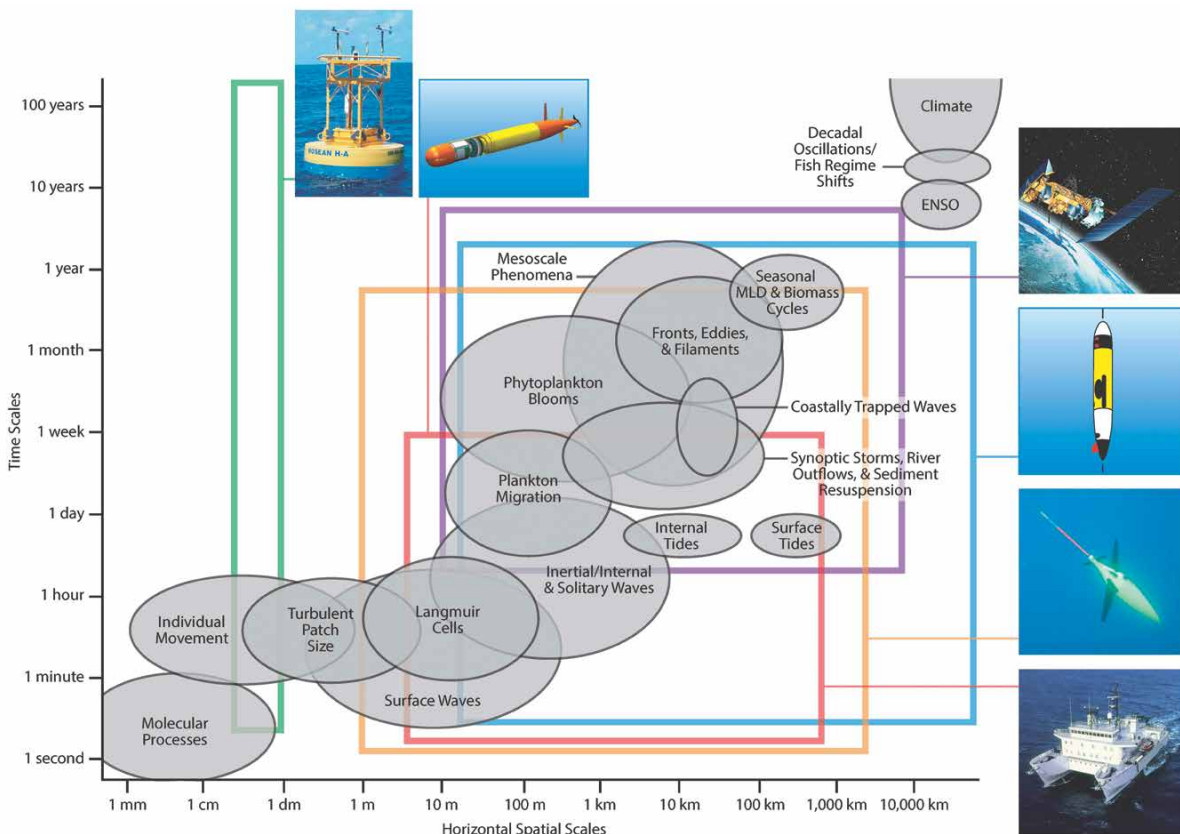 100 years
10 years
1 year
1 month
1 week
1 day
1 hour
1 minute
1 second
Time Scales
1 mm
1 cm
1 dm
1 m
10 m
100 m
1 km
10 km
100 km
1,000 km
10,000 km
Horizontal Spatial Scales
Climate
Decadal
Oscillations/
Fish Regime
Shifts
ENSO
Mesoscale
Phenomena
Seasonal
MLD & Biomass
Cycles
Fronts, Eddies,
& Filaments
Phytoplankton
Blooms
Coastally Trapped Waves
Synoptic Storms, River
Outflows, & Sediment
Resuspension
Plankton
Migration
Internal
Tides
Surface
Tides
Inertial/Internal
& Solitary Waves
Individual
Movement
Turbulent
Patch
Size
Langmuir
Cells
Surface Waves
Molecular
Processes